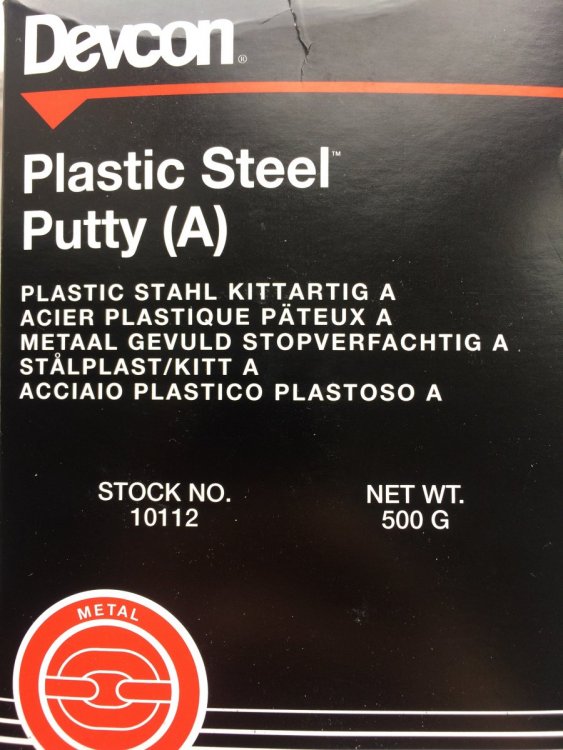 Devcon®
Plastic Steel™
Putty (A)
PLASTIC STAHL KITTARTIG A
ACIER PLASTIQUE PÄTEUX A
METAAL GEVULD STOPVERFACHTIG A
STÅLPLAST/KITT A
ACCIAIO PLASTICO PLASTOSO A
STOCK NO.
10112
NET WT.
500 G
METAL